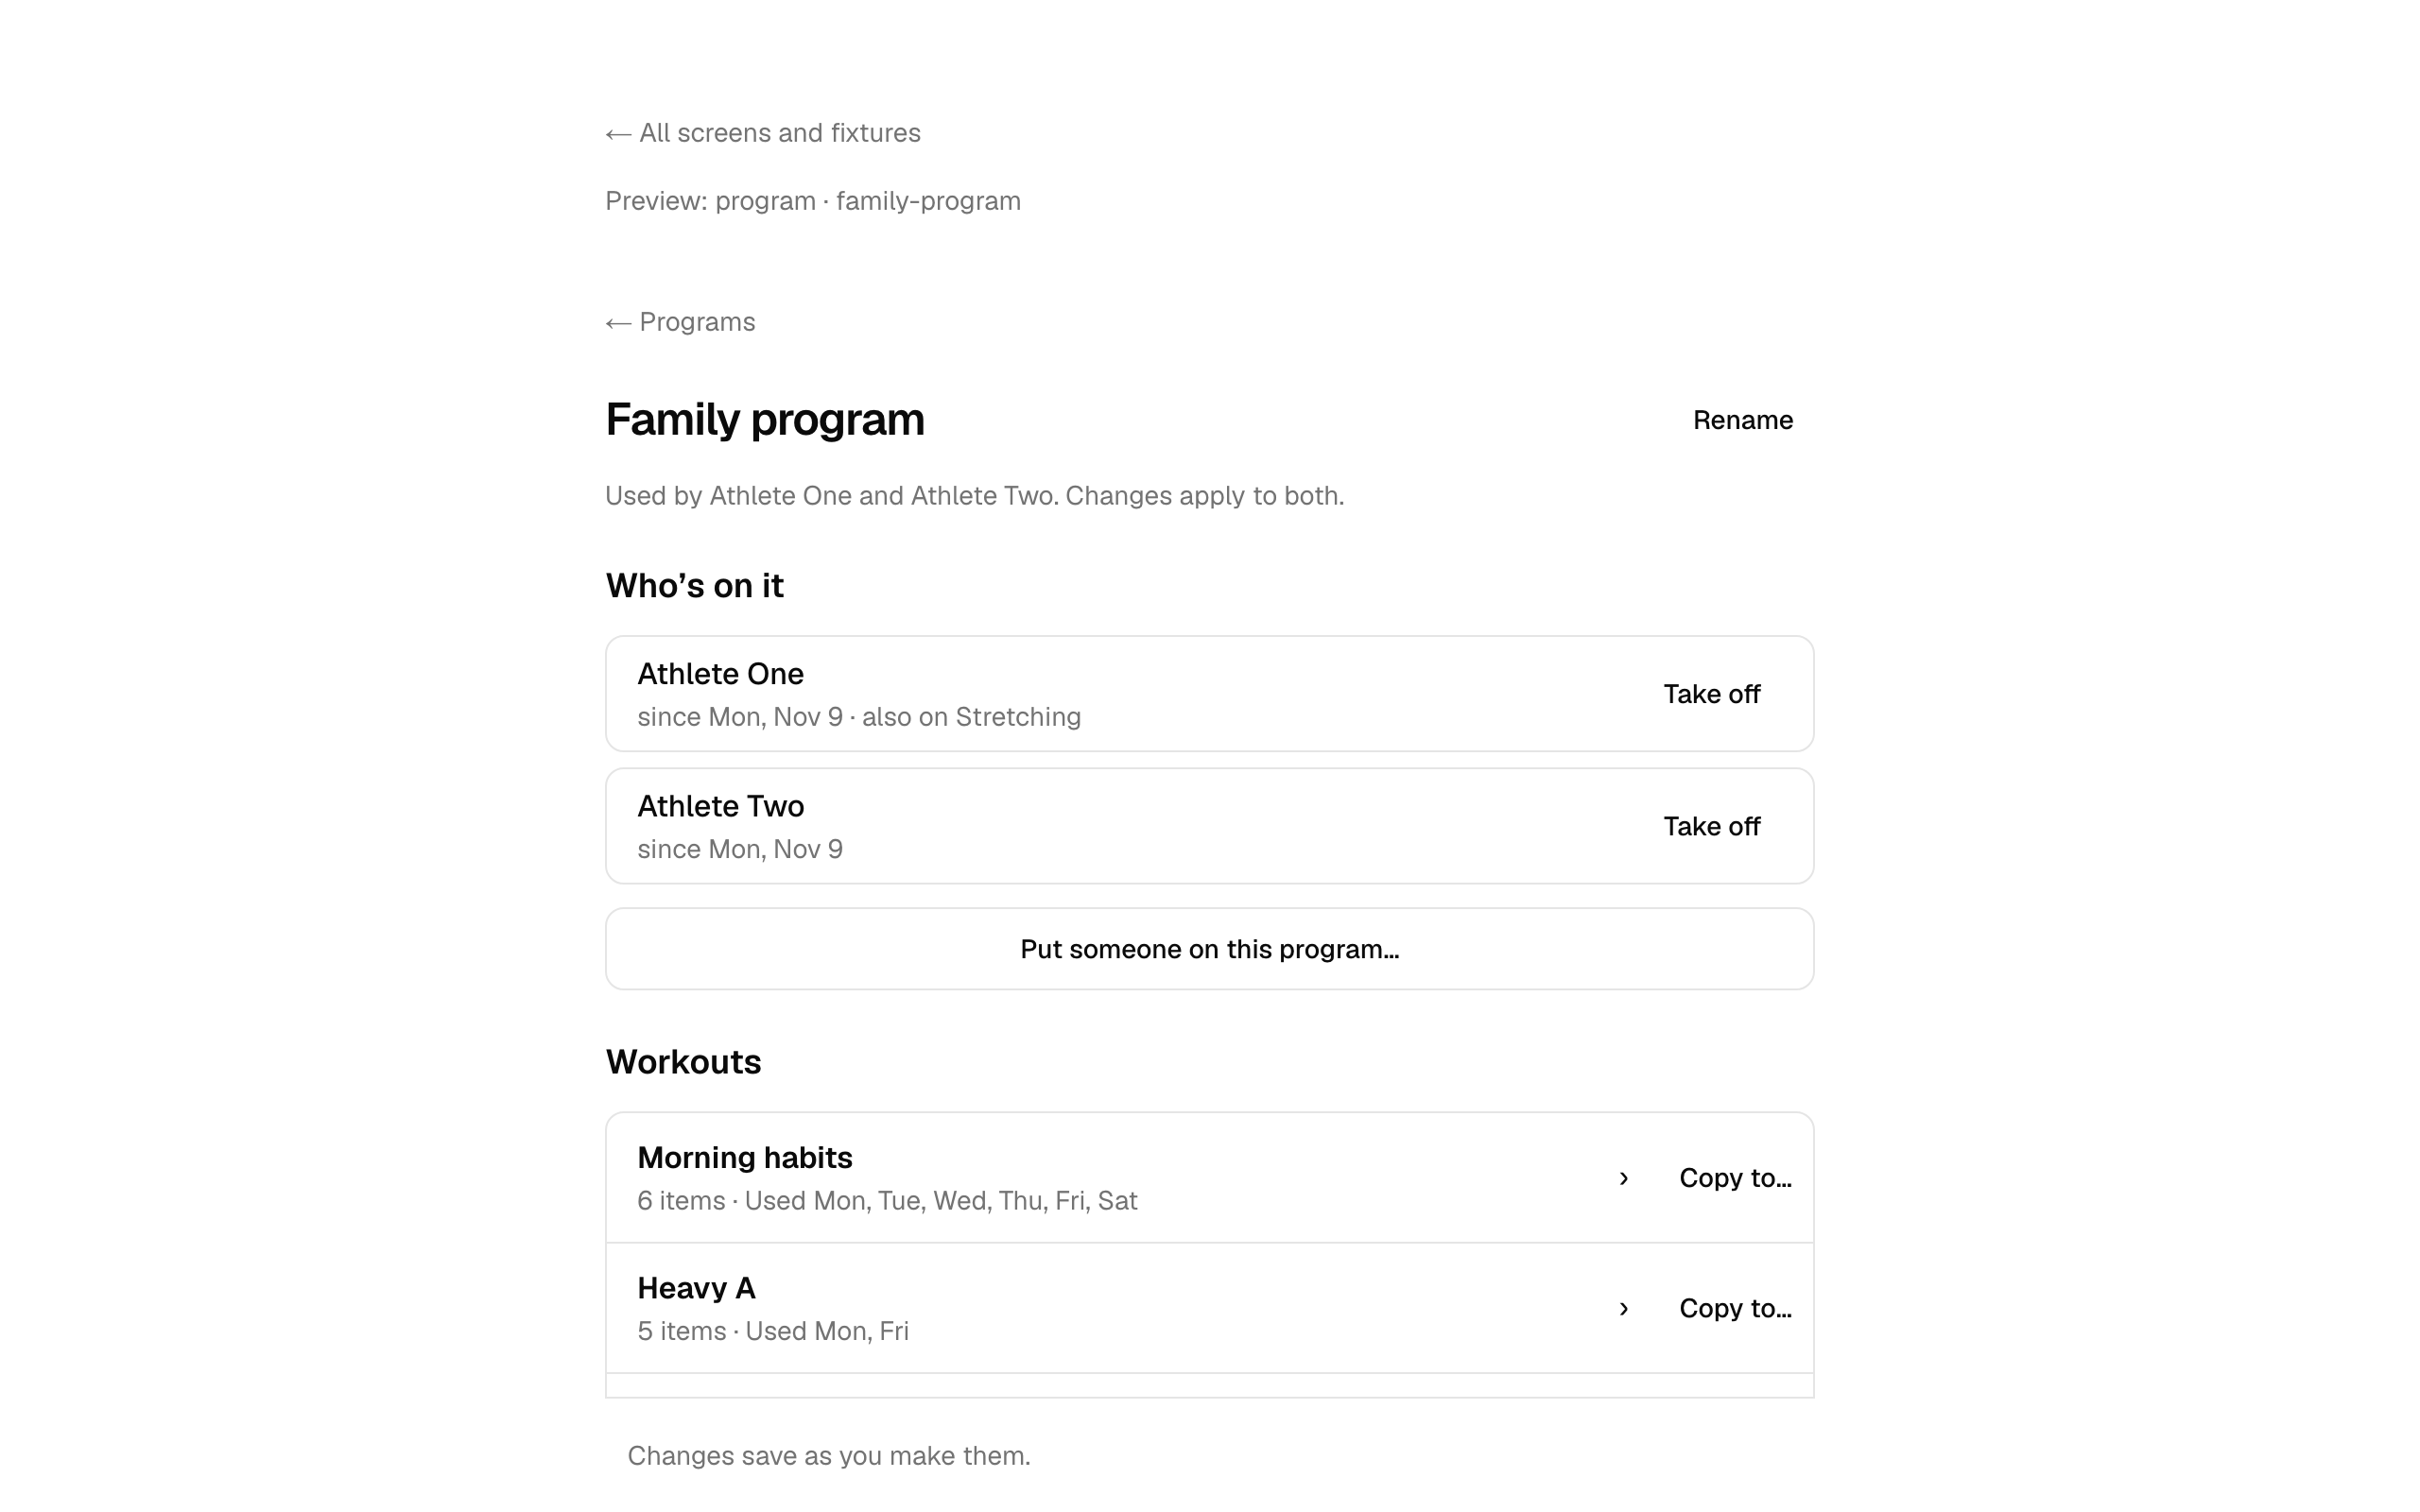 ← All screens and fixtures
Preview: program · family-program
← Programs
Family program
Rename
Used by Athlete One and Athlete Two. Changes apply to both.
Who’s on it
Athlete One
since Mon, Nov 9 · also on Stretching
Take off
Athlete Two
since Mon, Nov 9
Take off
Put someone on this program…
Workouts
Morning habits
6 items · Used Mon, Tue, Wed, Thu, Fri, Sat
› Copy to…
Heavy A
5 items · Used Mon, Fri
› Copy to…
Changes save as you make them.